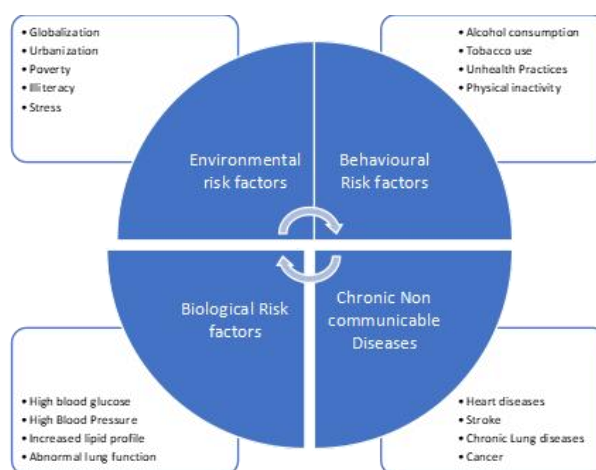 • Globalization
• Urbanization
• Poverty
• Illiteracy
• Stress
• Alcohol consumption
• Tobacco use
• Unhealth Practices
• Physical inactivity
Environmental
risk factors
Behavioural
Risk factors
Biological Risk
factors
Chronic Non
communicable
Diseases
• High blood glucose
• High Blood Pressure
• Increased lipid profile
• Abnormal lung function
• Heart diseases
• Stroke
• Chronic Lung diseases
• Cancer